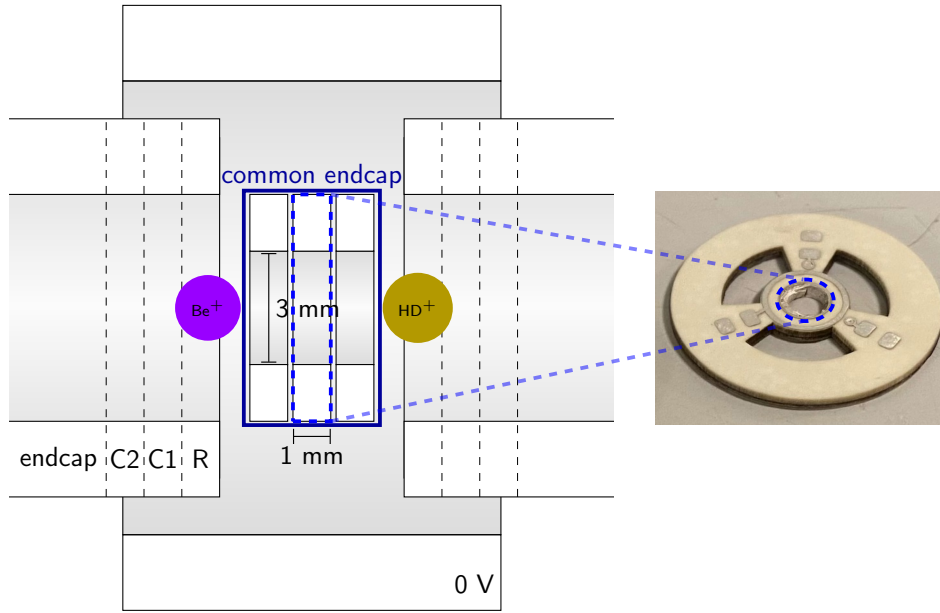 common endcap
Be⁺
3 mm
HD⁺
endcap C2 C1 R
1 mm
0 V